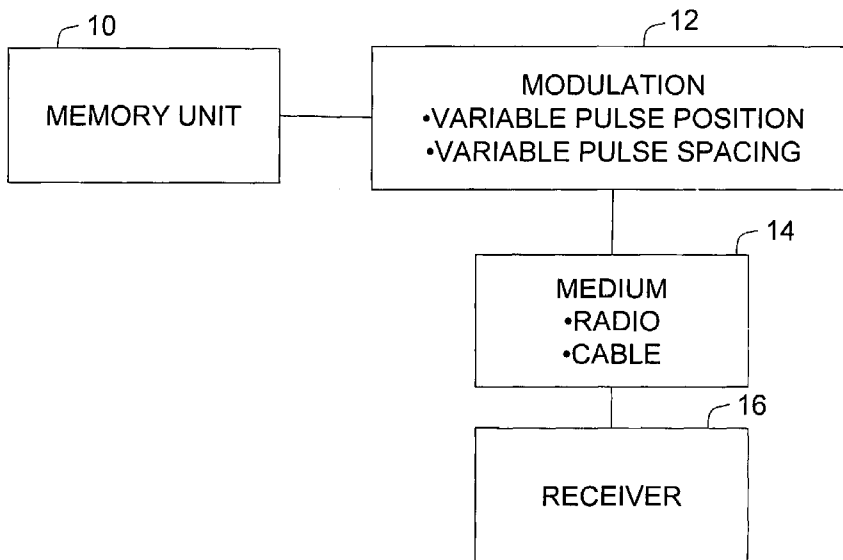 10
MEMORY UNIT
12
MODULATION
•VARIABLE PULSE POSITION
•VARIABLE PULSE SPACING
14
MEDIUM
•RADIO
•CABLE
16
RECEIVER